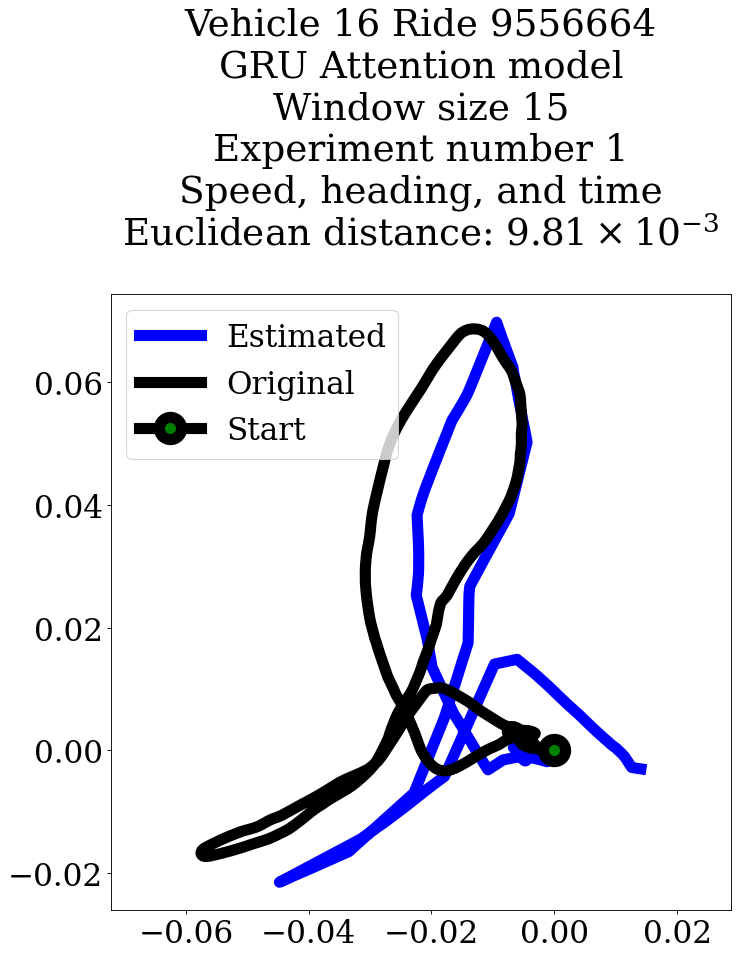 Vehicle 16 Ride 9556664
GRU Attention model
Window size 15
Experiment number 1
Speed, heading, and time
Euclidean distance: 9.81 × 10⁻³
Estimated
Original
Start
0.06
0.04
0.02
0.00
−0.02
−0.06 −0.04 −0.02 0.00 0.02